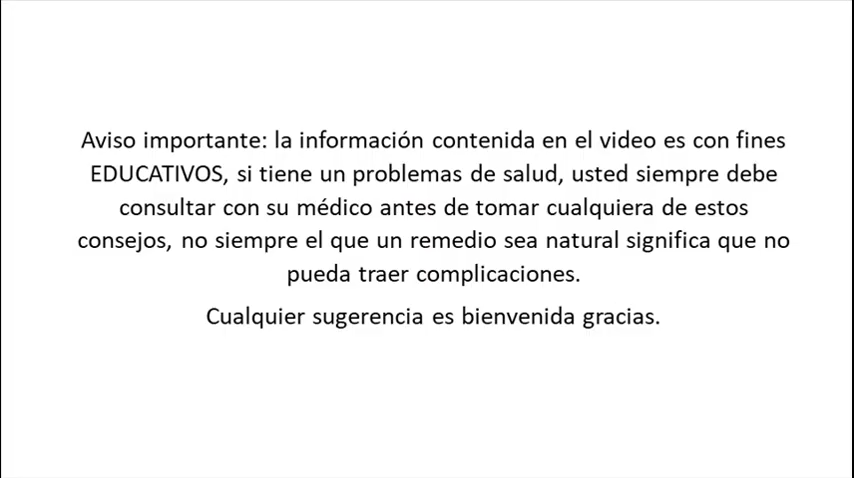 Aviso importante: la información contenida en el video es con fines
EDUCATIVOS, si tiene un problemas de salud, usted siempre debe
consultar con su médico antes de tomar cualquiera de estos
consejos, no siempre el que un remedio sea natural significa que no
pueda traer complicaciones.
Cualquier sugerencia es bienvenida gracias.